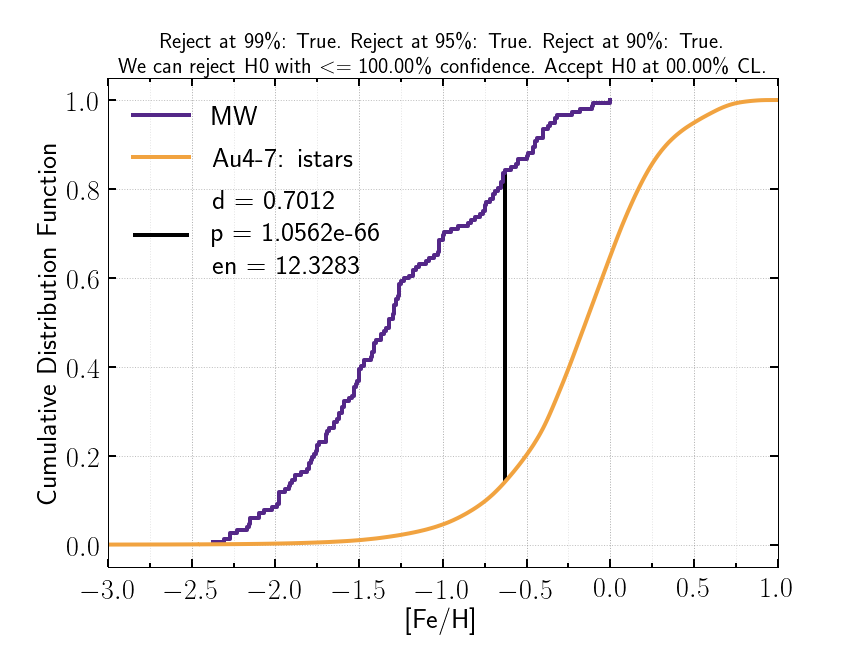 Reject at 99%: True. Reject at 95%: True. Reject at 90%: True.
We can reject H0 with <= 100.00% confidence. Accept H0 at 00.00% CL.
MW
Au4-7: istars
d = 0.7012
p = 1.0562e-66
en = 12.3283
Cumulative Distribution Function
1.0
0.8
0.6
0.4
0.2
0.0
−3.0 −2.5 −2.0 −1.5 −1.0 −0.5 0.0 0.5 1.0
[Fe/H]